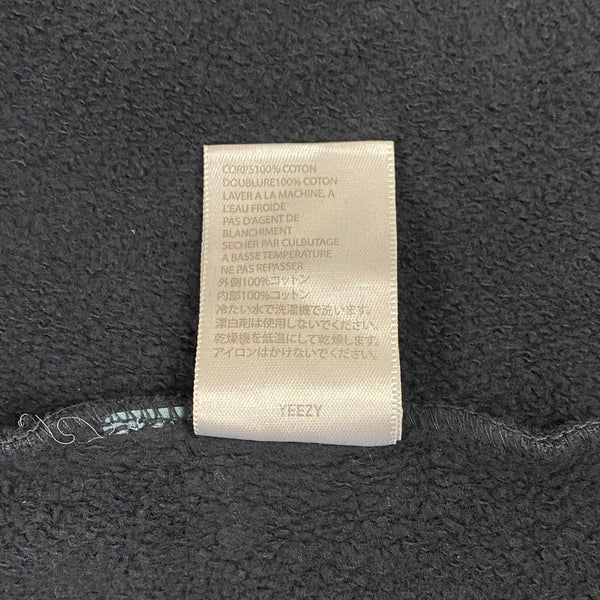 CORPS100% COTON
DOUBLURE100% COTON
LAVER A LA MACHINE, A
L'EAU FROIDE
PAS D'AGENT DE
BLANCHIMENT
SECHER PAR CULBUTAGE
A BASSE TEMPERATURE
NE PAS REPASSER
外側100%コットン
内部100%コットン
冷たい水で洗濯機で洗います。
漂白剤は使用しないでください。
乾燥機を低温にして乾燥します。
アイロンはかけないでください。
YEEZY